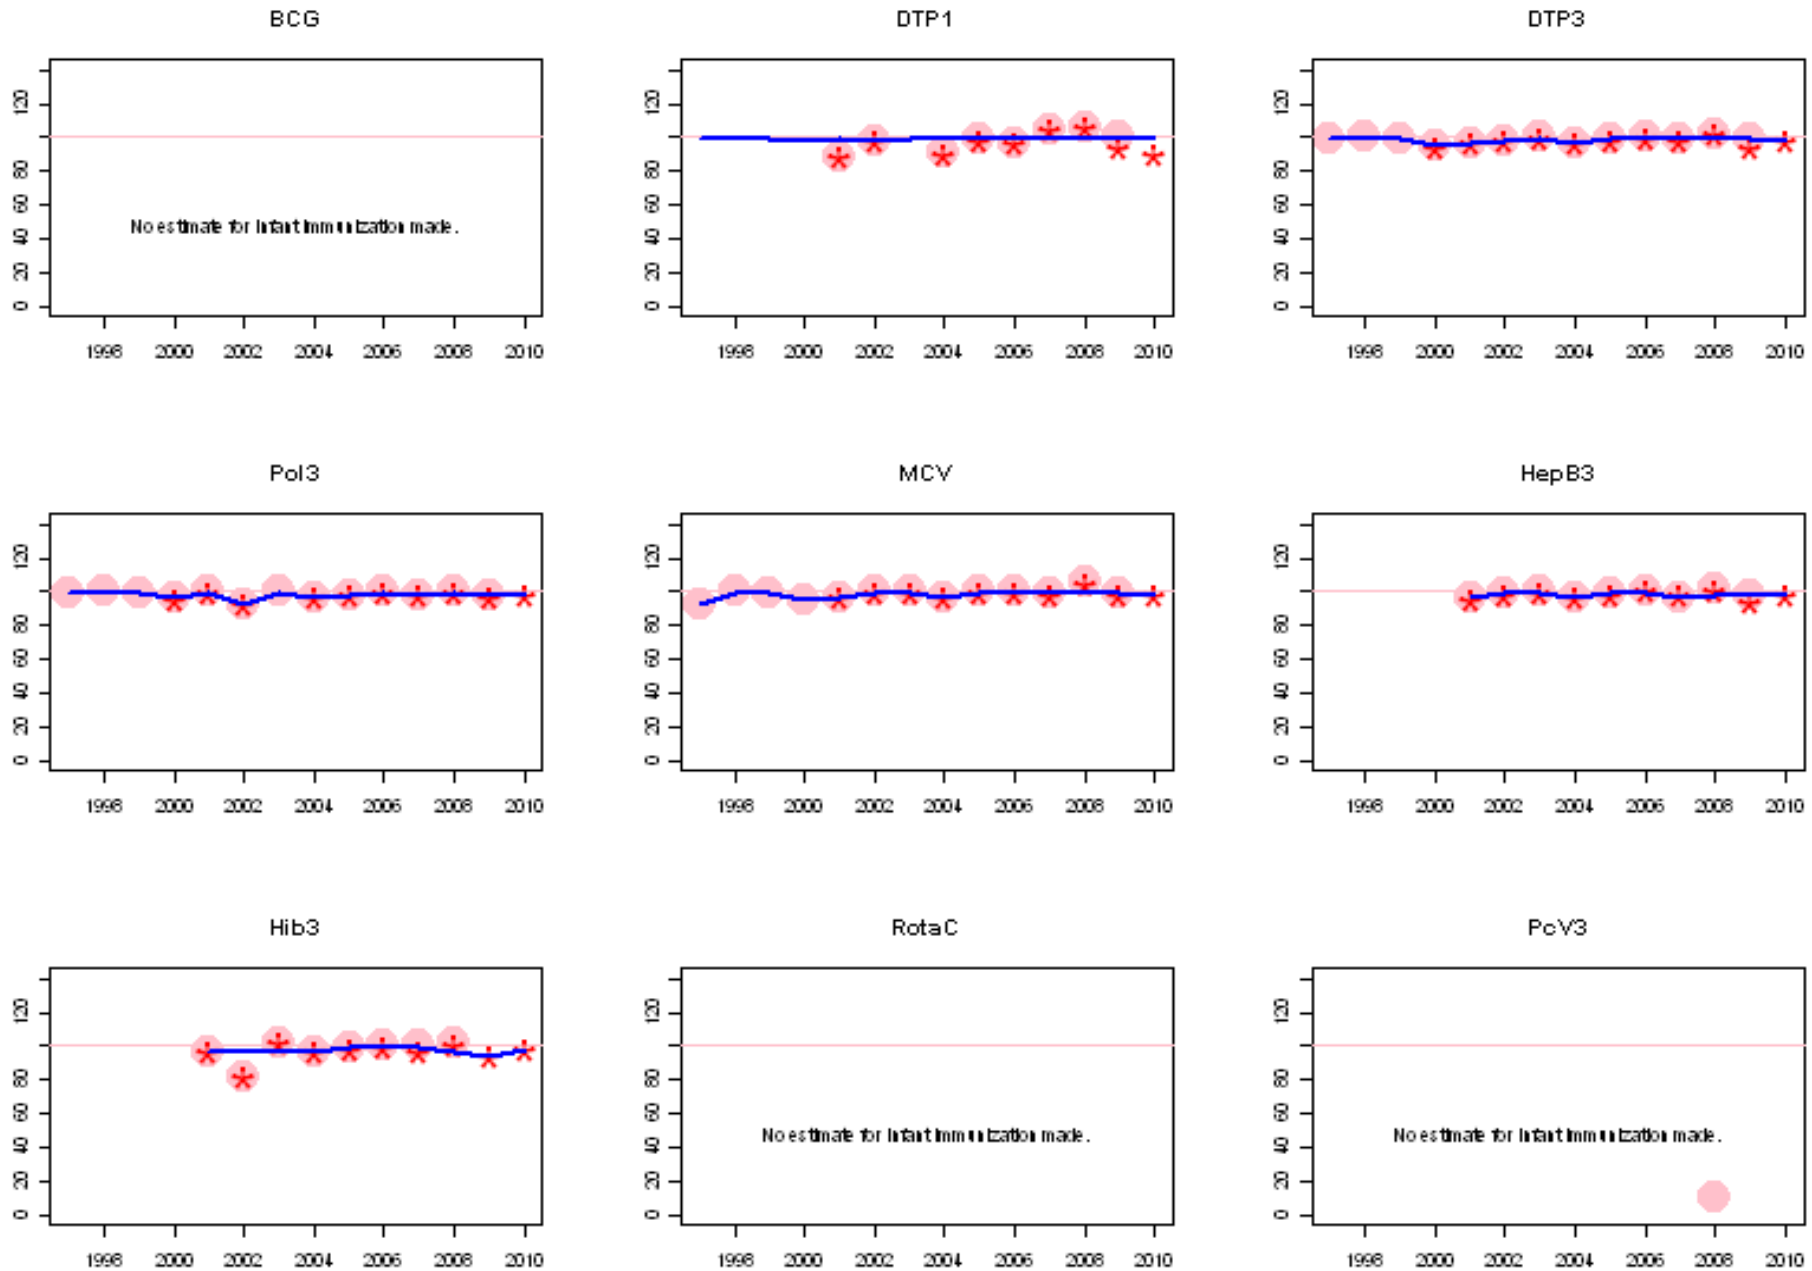 BCG DTP1 DTP3
120 120 120
80 80 80
60 60 60
No estimate for infant immunization made.
40 40 40
20 20 20
0 0 0
1998 2000 2002 2004 2006 2008 2010 1998 2000 2002 2004 2006 2008 2010 1998 2000 2002 2004 2006 2008 2010
Pol3 MCV HepB3
120 120 120
80 80 80
60 60 60
40 40 40
20 20 20
0 0 0
1998 2000 2002 2004 2006 2008 2010 1998 2000 2002 2004 2006 2008 2010 1998 2000 2002 2004 2006 2008 2010
Hib3 RotaC PcV3
120 120 120
80 80 80
60 60 60
No estimate for infant immunization made. No estimate for infant immunization made.
40 40 40
20 20 20
0 0 0
1998 2000 2002 2004 2006 2008 2010 1998 2000 2002 2004 2006 2008 2010 1998 2000 2002 2004 2006 2008 2010